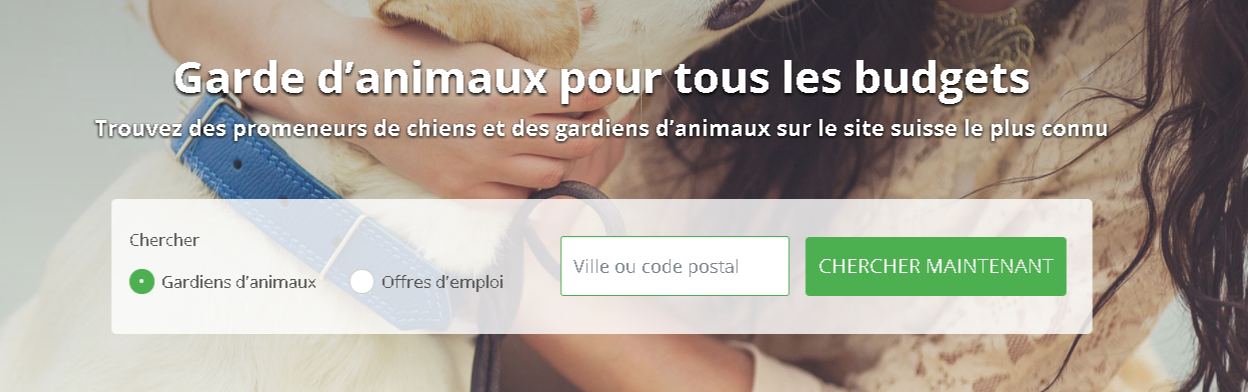 Garde d’animaux pour tous les budgets
Trouvez des promeneurs de chiens et des gardiens d’animaux sur le site suisse le plus connu
Chercher
Gardiens d’animaux
Offres d’emploi
Ville ou code postal
CHERCHER MAINTENANT